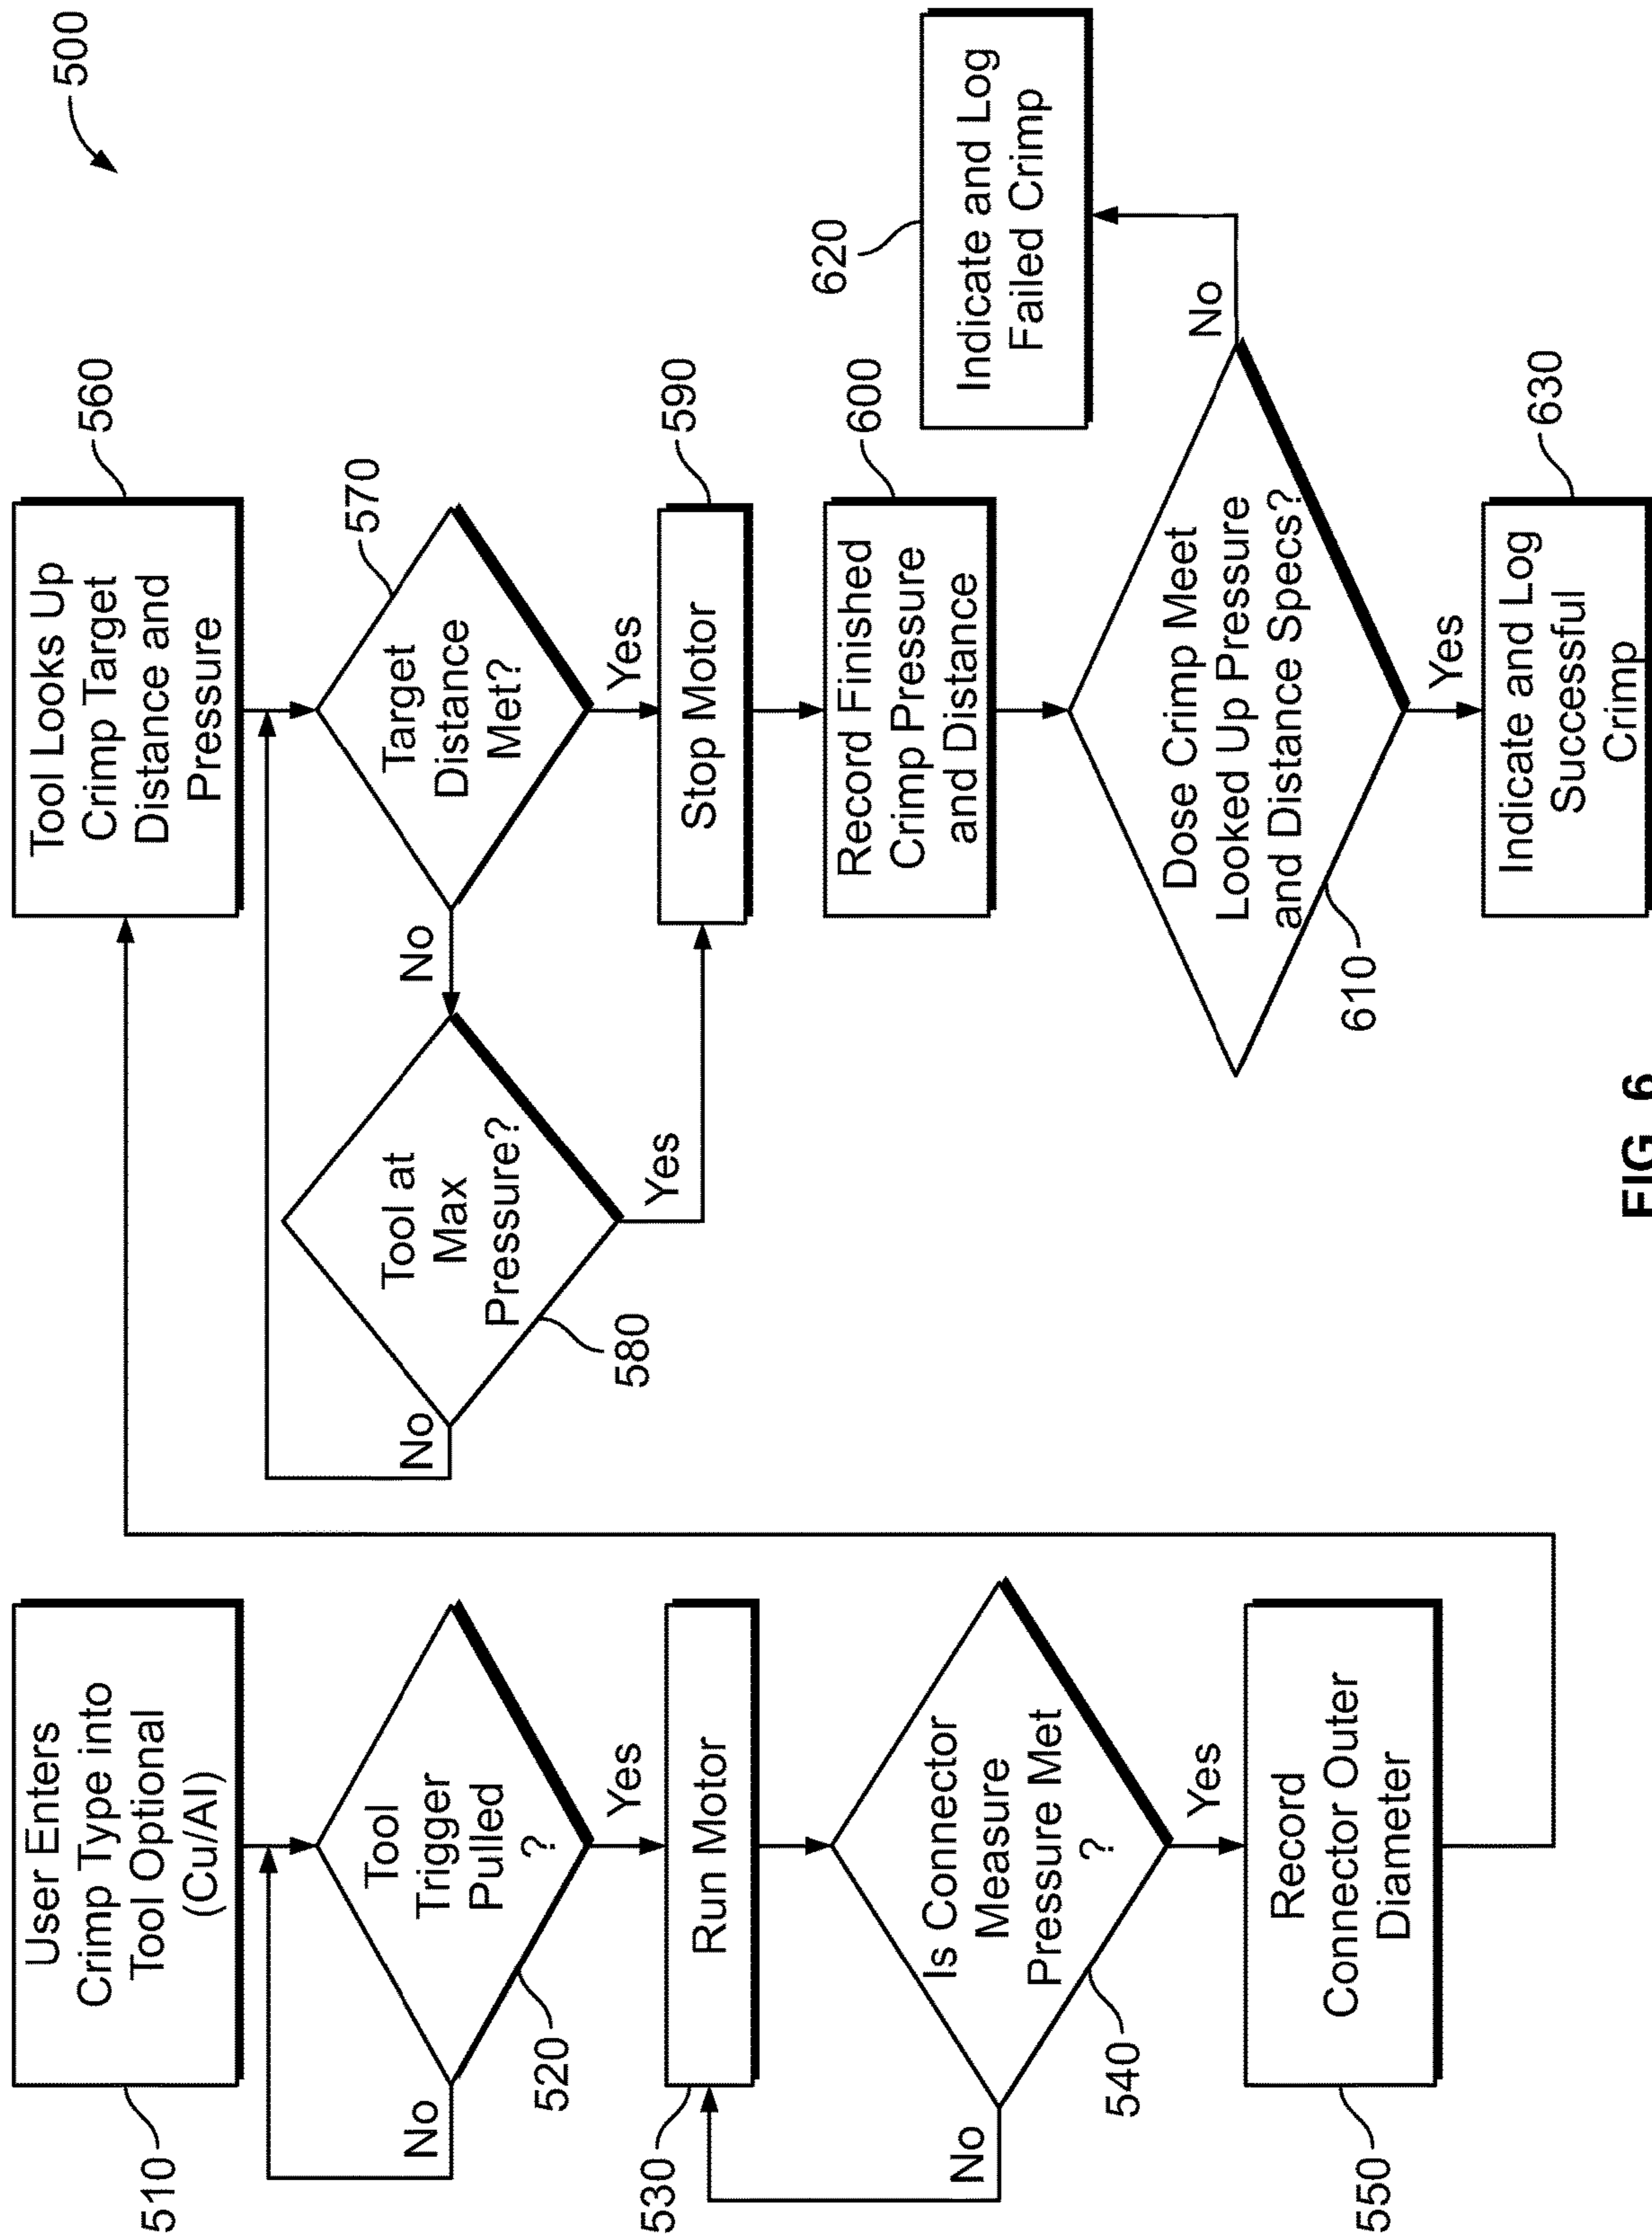 500
510
User Enters
Crimp Type into
Tool Optional
(Cu/Al)
520
Tool
Trigger
Pulled
?
No
Yes
530
Run Motor
540
Is Connector
Measure
Pressure Met
?
No
Yes
550
Record
Connector Outer
Diameter
560
Tool Looks Up
Crimp Target
Distance and
Pressure
570
Target
Distance
Met?
No
Yes
580
Tool at
Max
Pressure?
No
Yes
590
Stop Motor
600
Record Finished
Crimp Pressure
and Distance
610
Dose Crimp Meet
Looked Up Pressure
and Distance Specs?
No
Yes
620
Indicate and Log
Failed Crimp
630
Indicate and Log
Successful
Crimp
FIG. 6